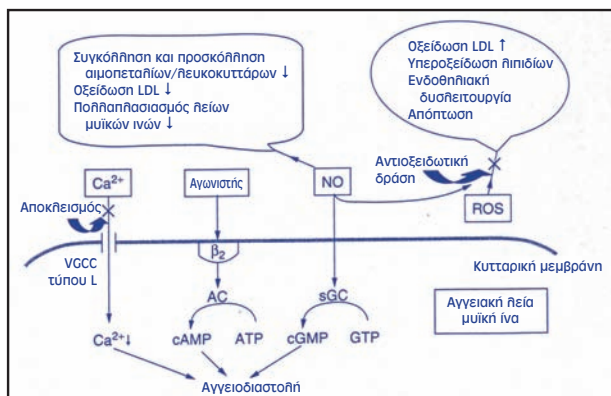 Συγκόλληση και προσκόλληση
αιμοπεταλίων/λευκοκυττάρων ↓
Οξείδωση LDL ↓
Πολλαπλασιασμός λείων
μυϊκών ινών ↓
Οξείδωση LDL ↑
Υπεροξείδωση λιπιδίων
Ενδοθηλιακή
δυσλειτουργία
Απόπτωση
Ca²⁺
Αγωνιστής
NO
Αντιοξειδωτική
δράση
ROS
Αποκλεισμός
VGCC
τύπου L
β₂
Κυτταρική μεμβράνη
AC
sGC
Αγγειακή λεία
μυϊκή ίνα
Ca²⁺↓
cAMP
ATP
cGMP
GTP
Αγγειοδιαστολή